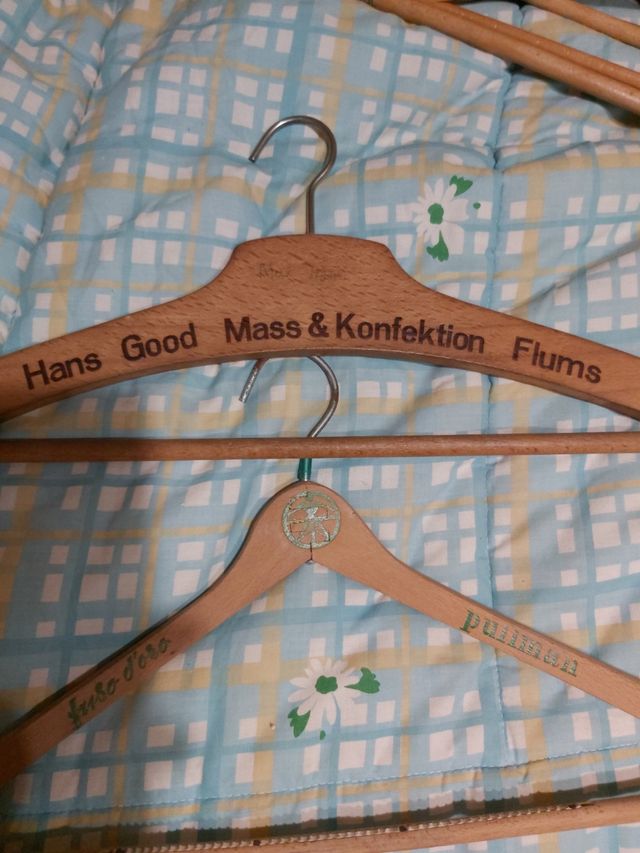 Hans Good Mass & Konfektion Flums
fuso d'oro
pullman